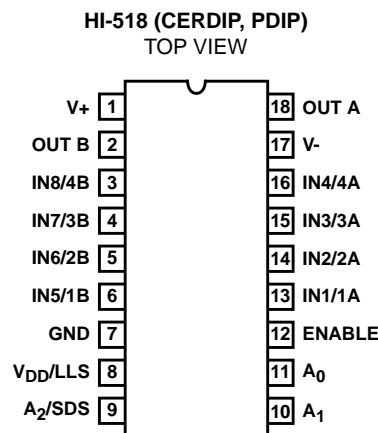 HI-518 (CERDIP, PDIP)
TOP VIEW
V+ 1 18 OUT A
OUT B 2 17 V-
IN8/4B 3 16 IN4/4A
IN7/3B 4 15 IN3/3A
IN6/2B 5 14 IN2/2A
IN5/1B 6 13 IN1/1A
GND 7 12 ENABLE
VDD/LLS 8 11 A0
A2/SDS 9 10 A1